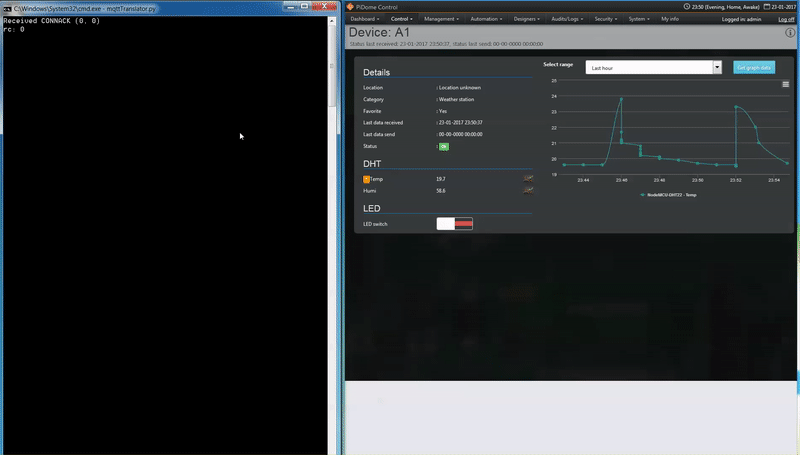 C:\Windows\System32\cmd.exe - mqttTranslator.py
Received CONNACK (0, 0)
rc: 0
PiDome Control
23:50 (Evening, Home, Awake)
23-01-2017
Dashboard
Control
Management
Automation
Designers
Audits/Logs
Security
System
My info
Logged in: admin
Log off
Device: A1
Status last received: 23-01-2017 23:50:37, status last send: 00-00-0000 00:00:00
Details
Location : Location unknown
Category : Weather station
Favorite : Yes
Last data received : 23-01-2017 23:50:37
Last data send : 00-00-0000 00:00:00
Status : Ok
DHT
Temp 19.7
Humi 58.6
LED
LED switch
Select range
Last hour
Get graph data
25
24
23
22
21
20
19
23:44 23:46 23:48 23:50 23:52 23:54
NodeMCU-DHT22 - Temp